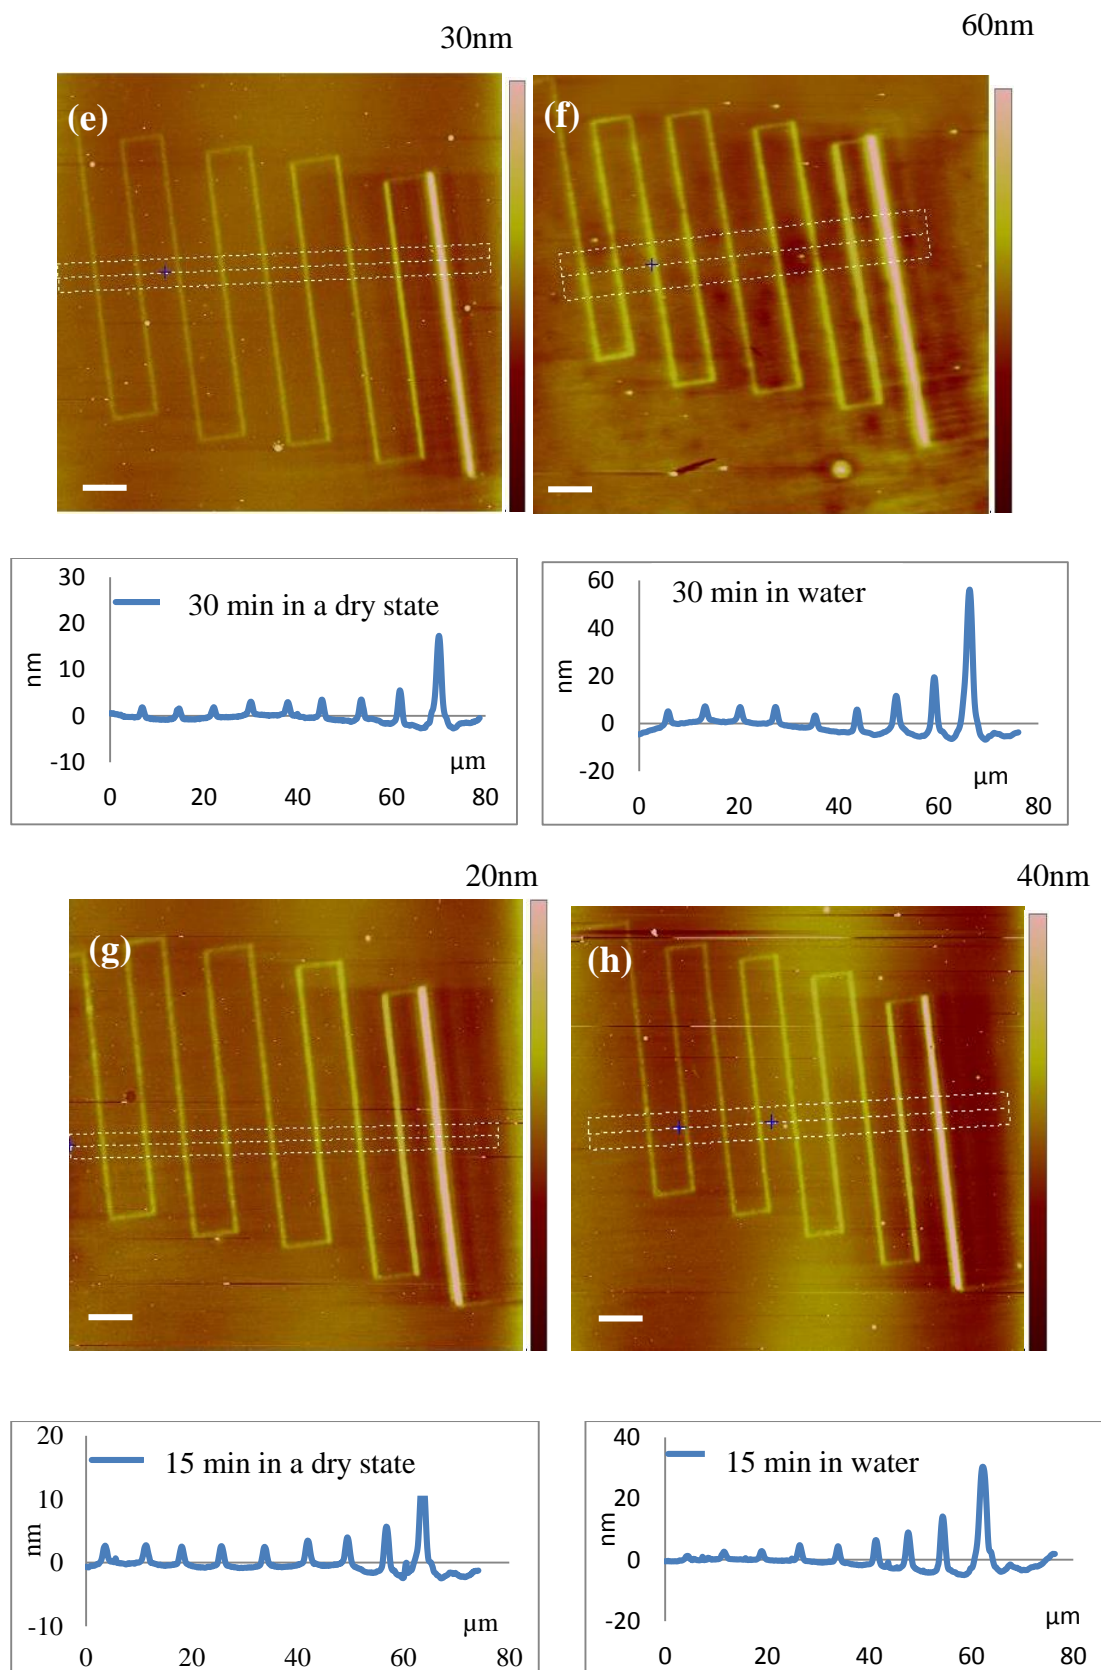 30nm
60nm
(e)
(f)
30
20
10
0
-10
nm
30 min in a dry state
µm
0 20 40 60 80
60
40
20
0
-20
nm
30 min in water
µm
0 20 40 60 80
20nm
40nm
(g)
(h)
20
10
0
-10
nm
15 min in a dry state
µm
0 20 40 60 80
40
20
0
-20
nm
15 min in water
µm
0 20 40 60 80